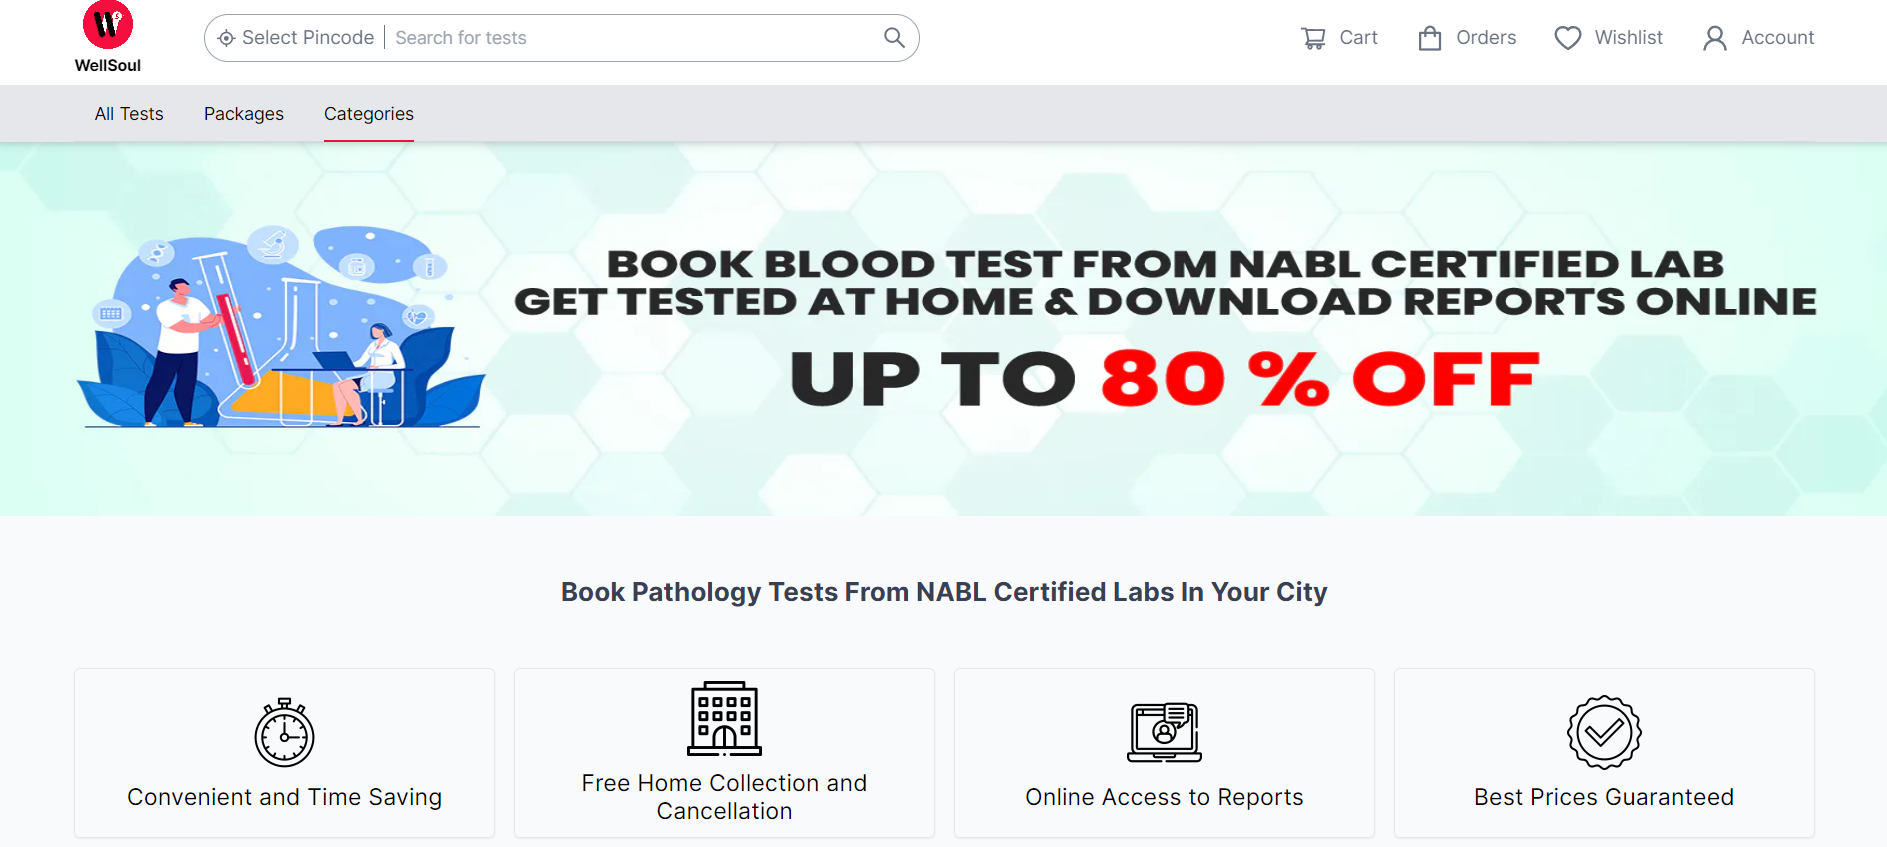 WellSoul
Select Pincode
Search for tests
Cart
Orders
Wishlist
Account
All Tests
Packages
Categories
BOOK BLOOD TEST FROM NABL CERTIFIED LAB
GET TESTED AT HOME & DOWNLOAD REPORTS ONLINE
UP TO 80 % OFF
Book Pathology Tests From NABL Certified Labs In Your City
Convenient and Time Saving
Free Home Collection and
Cancellation
Online Access to Reports
Best Prices Guaranteed